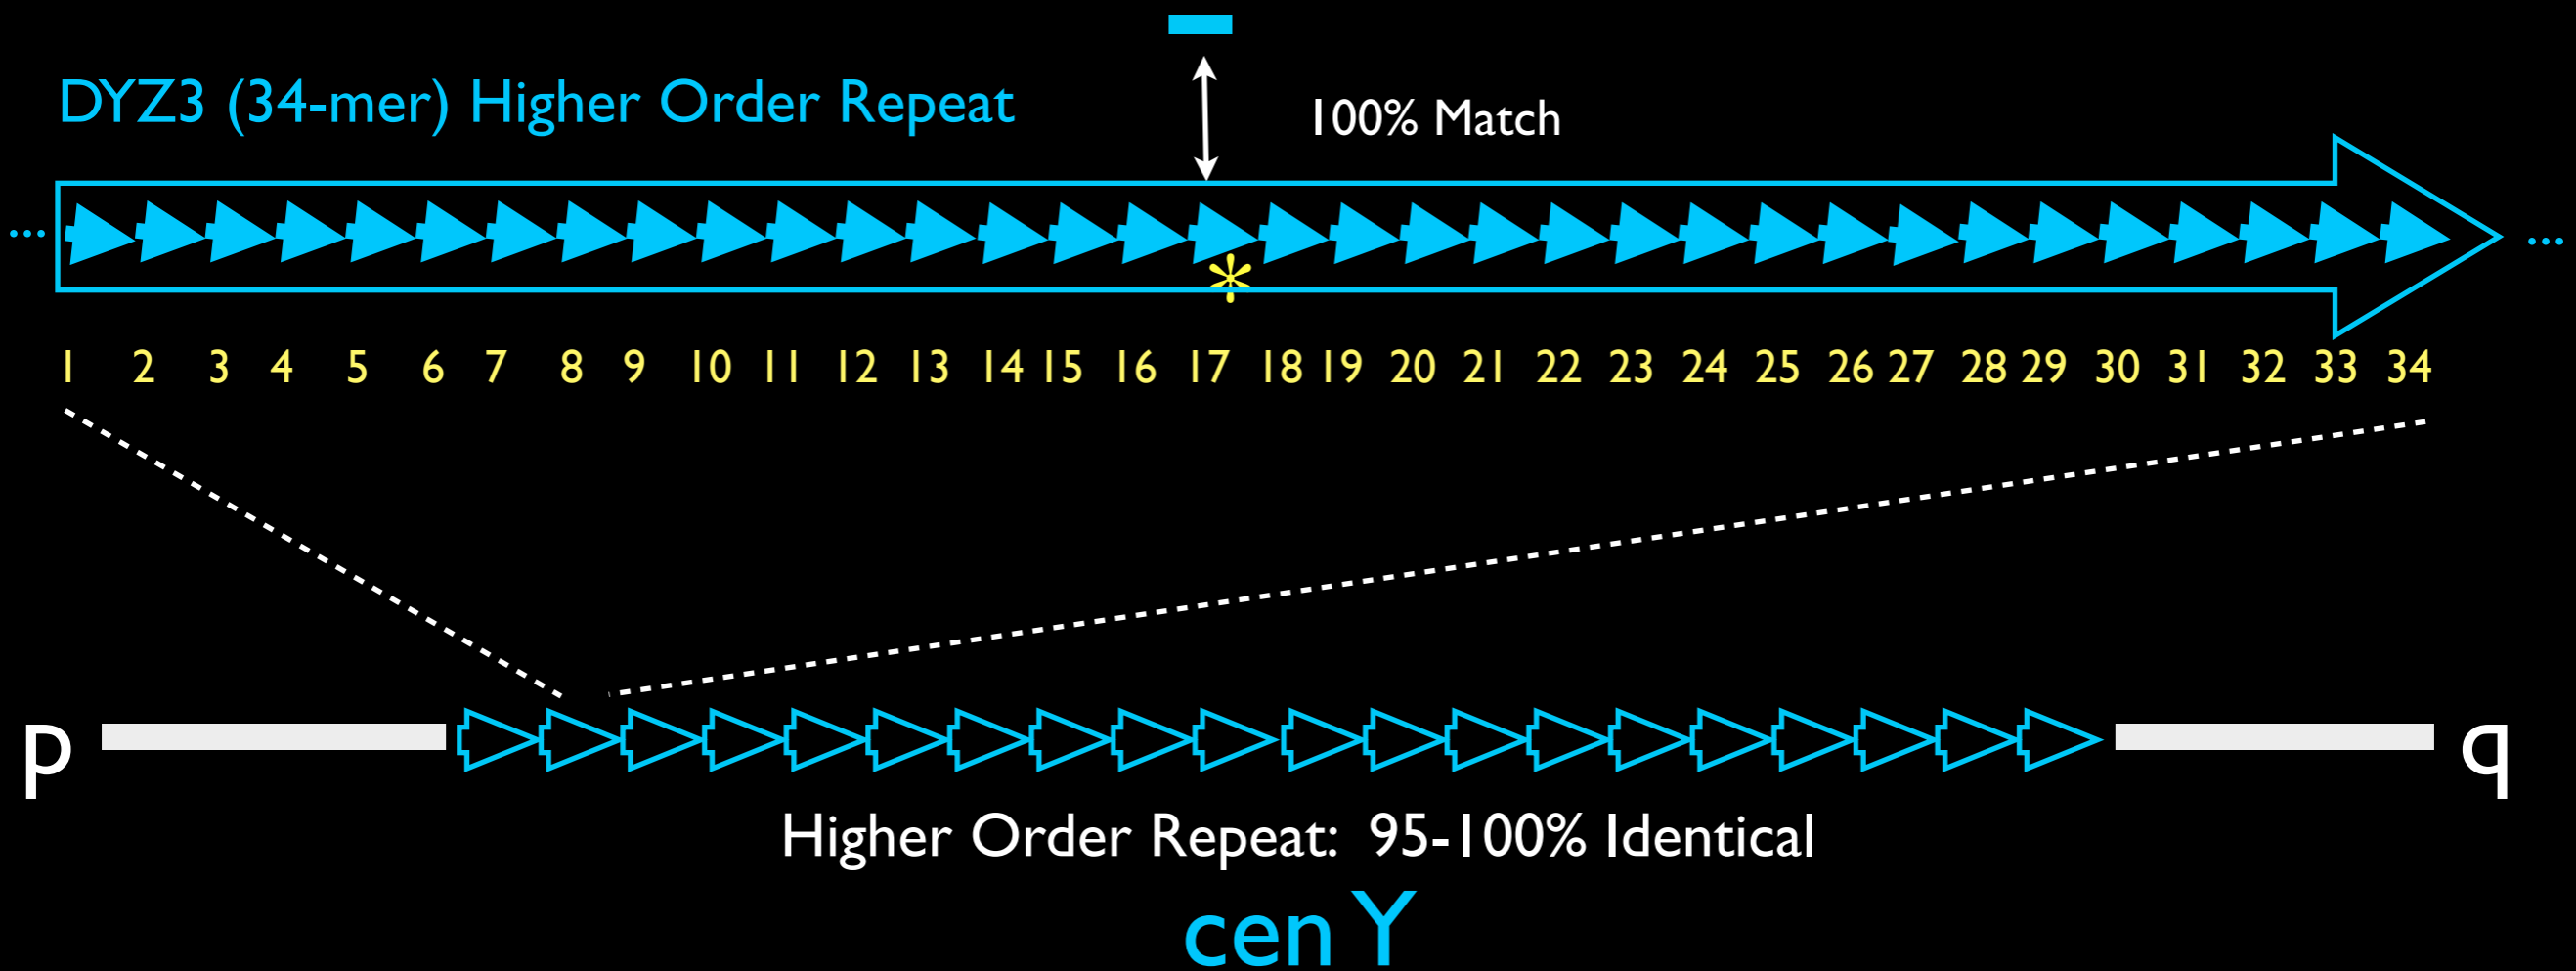 DYZ3 (34-mer) Higher Order Repeat
100% Match
... ...
*
1 2 3 4 5 6 7 8 9 10 11 12 13 14 15 16 17 18 19 20 21 22 23 24 25 26 27 28 29 30 31 32 33 34
p q
Higher Order Repeat: 95-100% Identical
cen Y